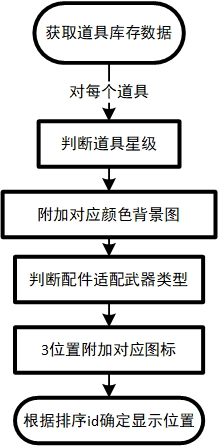 获取道具库存数据
对每个道具
判断道具星级
附加对应颜色背景图
判断配件适配武器类型
3位置附加对应图标
根据排序id确定显示位置